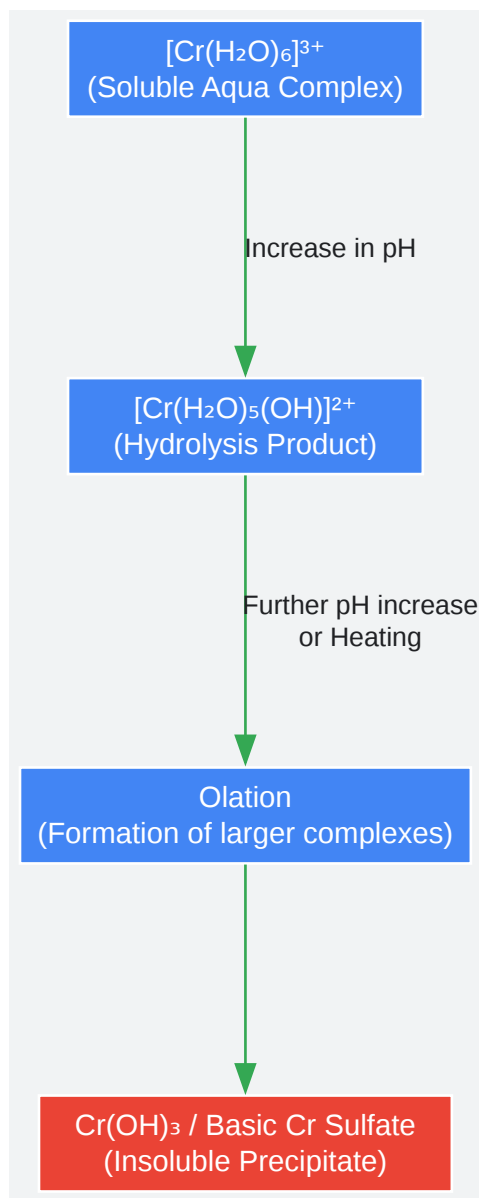 [Cr(H₂O)₆]³⁺
(Soluble Aqua Complex)
Increase in pH
[Cr(H₂O)₅(OH)]²⁺
(Hydrolysis Product)
Further pH increase
or Heating
Olation
(Formation of larger complexes)
Cr(OH)₃ / Basic Cr Sulfate
(Insoluble Precipitate)